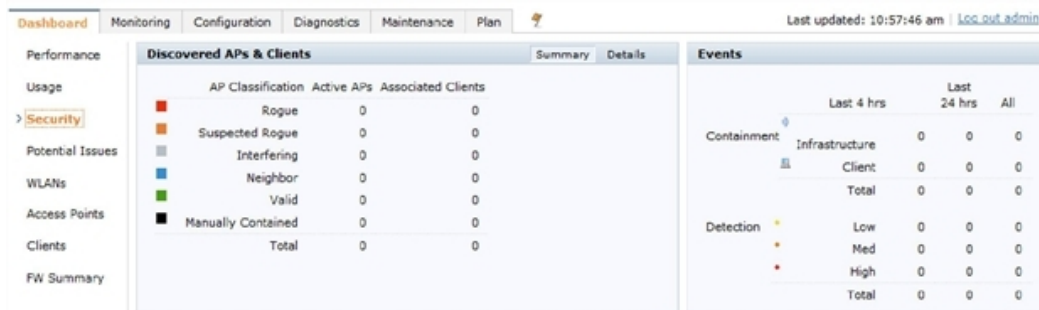 Dashboard Monitoring Configuration Diagnostics Maintenance Plan Last updated: 10:57:46 am | Log out admin
Performance
Usage
Security
Potential Issues
WLANs
Access Points
Clients
FW Summary
Discovered APs & Clients Summary Details
AP Classification Active APs Associated Clients
Rogue 0 0
Suspected Rogue 0 0
Interfering 0 0
Neighbor 0 0
Valid 0 0
Manually Contained 0 0
Total 0 0
Events
Last 4 hrs Last 24 hrs All
Containment Infrastructure 0 0 0
Client 0 0 0
Total 0 0 0
Detection Low 0 0 0
Med 0 0 0
High 0 0 0
Total 0 0 0